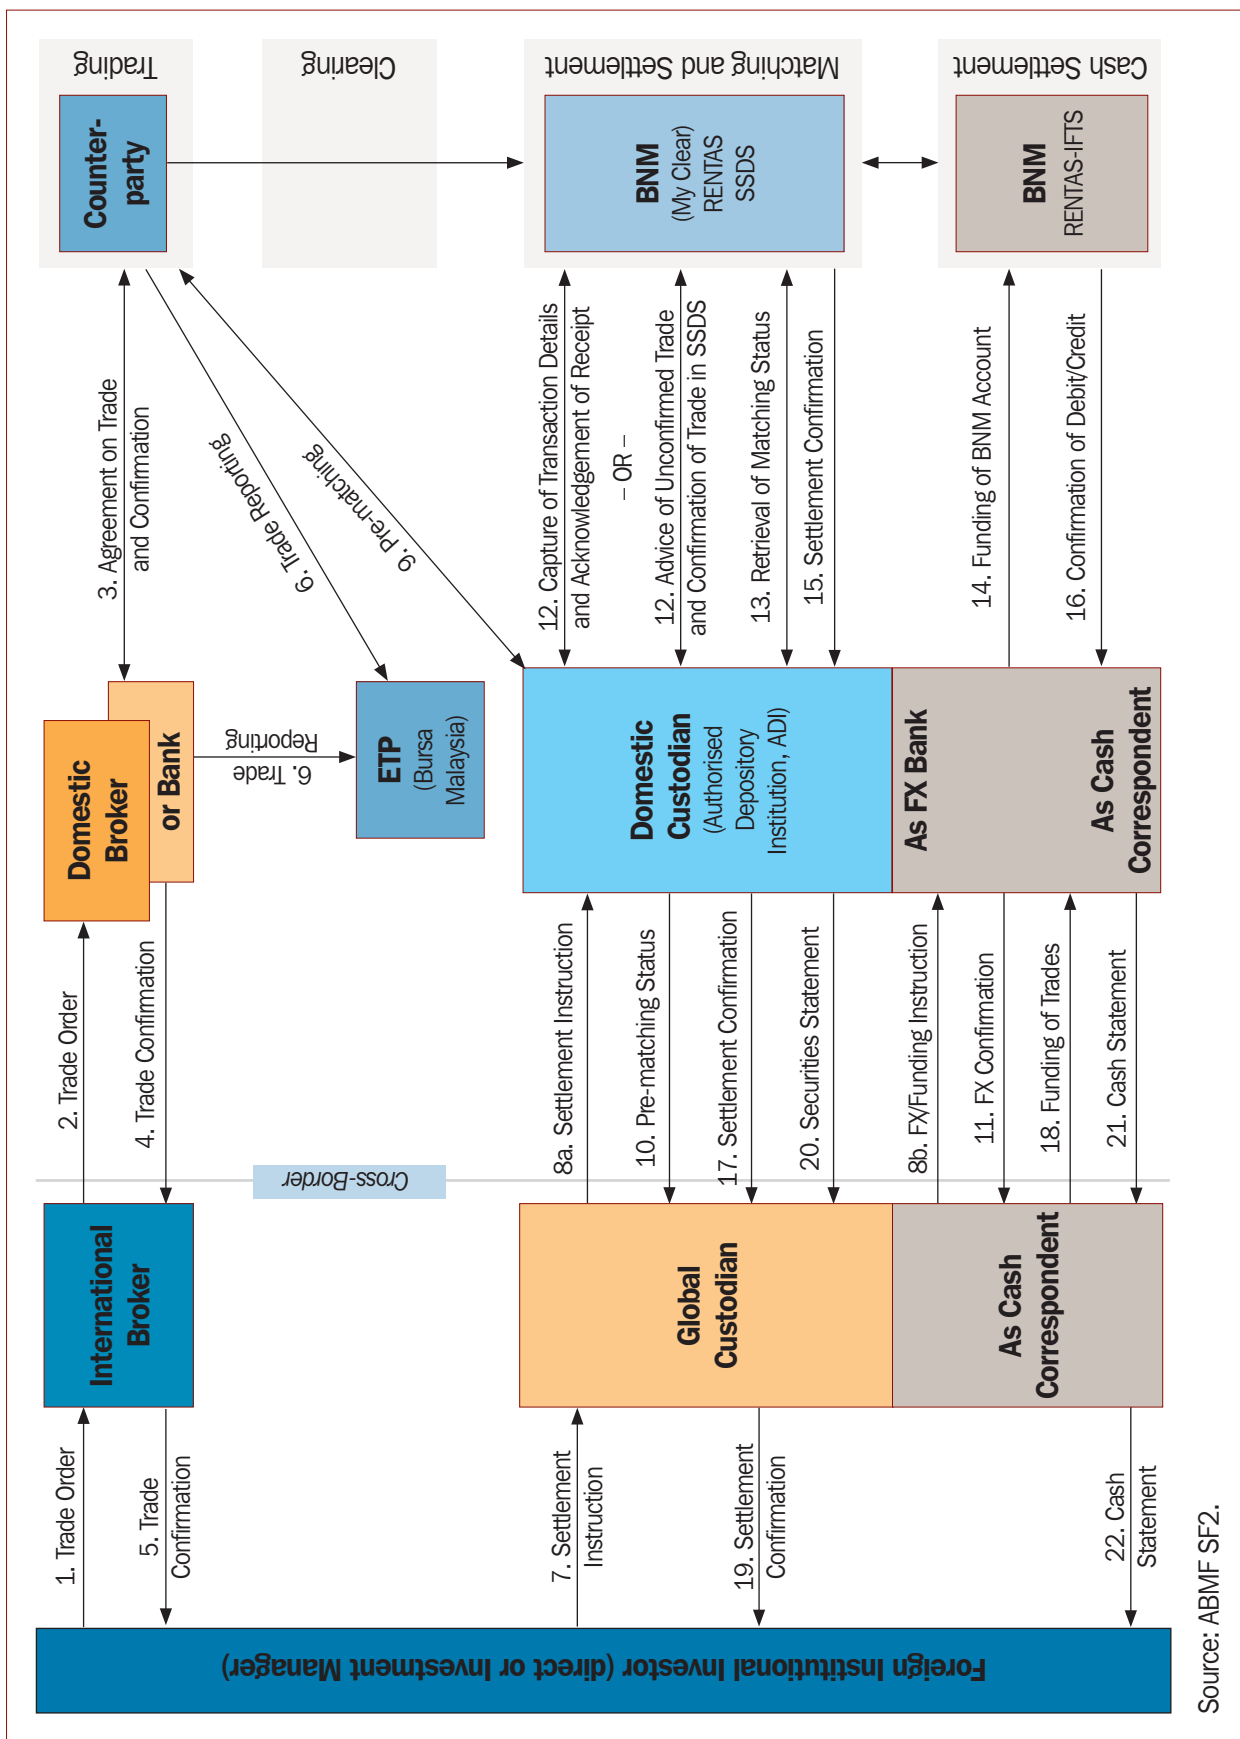 Foreign Institutional Investor (direct or Investment Manager)
1. Trade Order
5. Trade
Confirmation
International
Broker
2. Trade Order
4. Trade Confirmation
Domestic
Broker
or Bank
3. Agreement on Trade
and Confirmation
Counter-
party
Trading
6. Trade
Reporting
ETP
(Bursa
Malaysia)
6. Trade Reporting
9. Pre-matching
Clearing
Cross-Border
7. Settlement
Instruction
19. Settlement
Confirmation
Global
Custodian
8a. Settlement Instruction
10. Pre-matching Status
17. Settlement Confirmation
20. Securities Statement
Domestic
Custodian
(Authorised
Depository
Institution, ADI)
12. Capture of Transaction Details
and Acknowledgement of Receipt
– OR –
12. Advice of Unconfirmed Trade
and Confirmation of Trade in SSDS
13. Retrieval of Matching Status
15. Settlement Confirmation
BNM
(My Clear)
RENTAS
SSDS
Matching and Settlement
22. Cash
Statement
As Cash
Correspondent
8b. FX/Funding Instruction
11. FX Confirmation
18. Funding of Trades
21. Cash Statement
As FX Bank
As Cash
Correspondent
14. Funding of BNM Account
16. Confirmation of Debit/Credit
BNM
RENTAS-IFTS
Cash Settlement
Source: ABMF SF2.